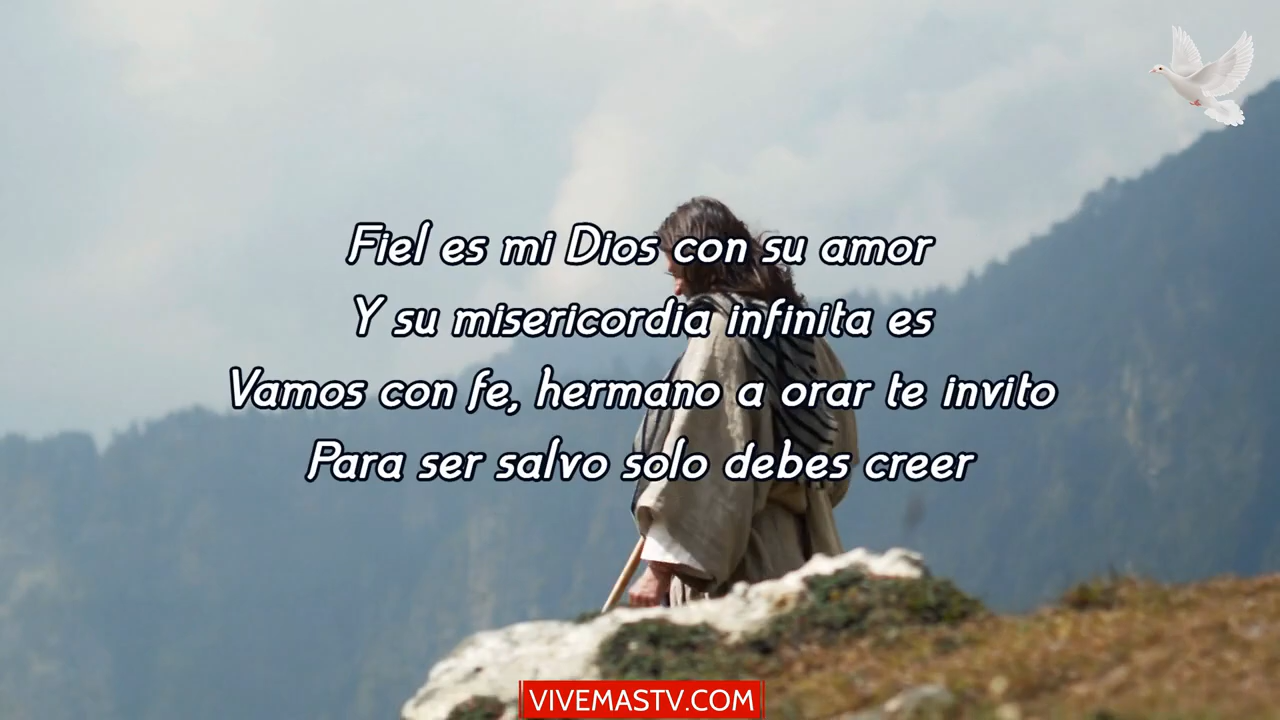 Fiel es mi Dios con su amor
Y su misericordia infinita es
Vamos con fe, hermano a orar te invito
Para ser salvo solo debes creer
VIVEMASTV.COM